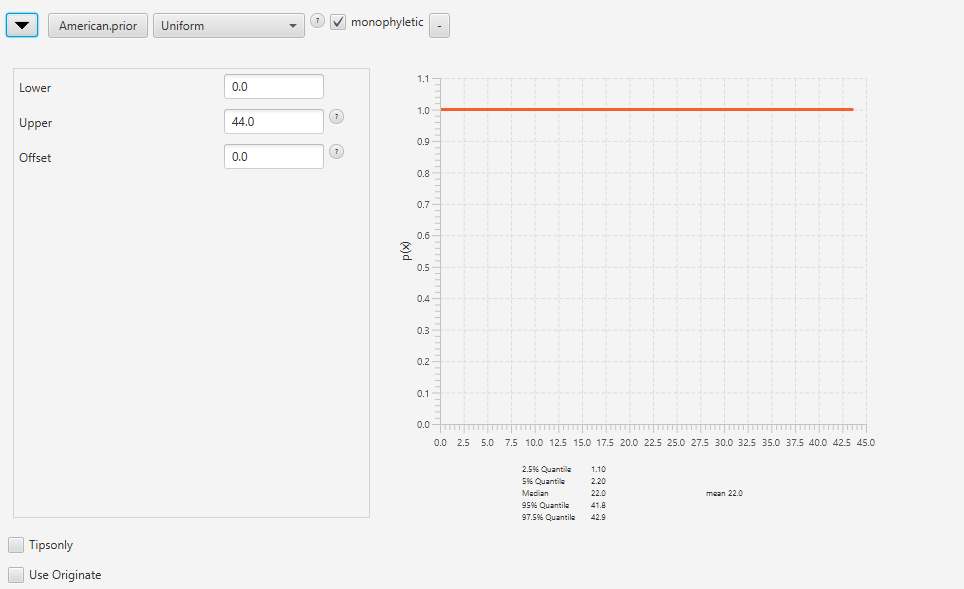 American.prior Uniform ? monophyletic -
Lower 0.0
Upper 44.0 ?
Offset 0.0 ?
1.1
1.0
0.9
0.8
0.7
0.6
p(x)
0.5
0.4
0.3
0.2
0.1
0.0
0.0 2.5 5.0 7.5 10.0 12.5 15.0 17.5 20.0 22.5 25.0 27.5 30.0 32.5 35.0 37.5 40.0 42.5 45.0
2.5% Quantile 1.10
5% Quantile 2.20
Median 22.0 mean 22.0
95% Quantile 41.8
97.5% Quantile 42.9
Tipsonly
Use Originate